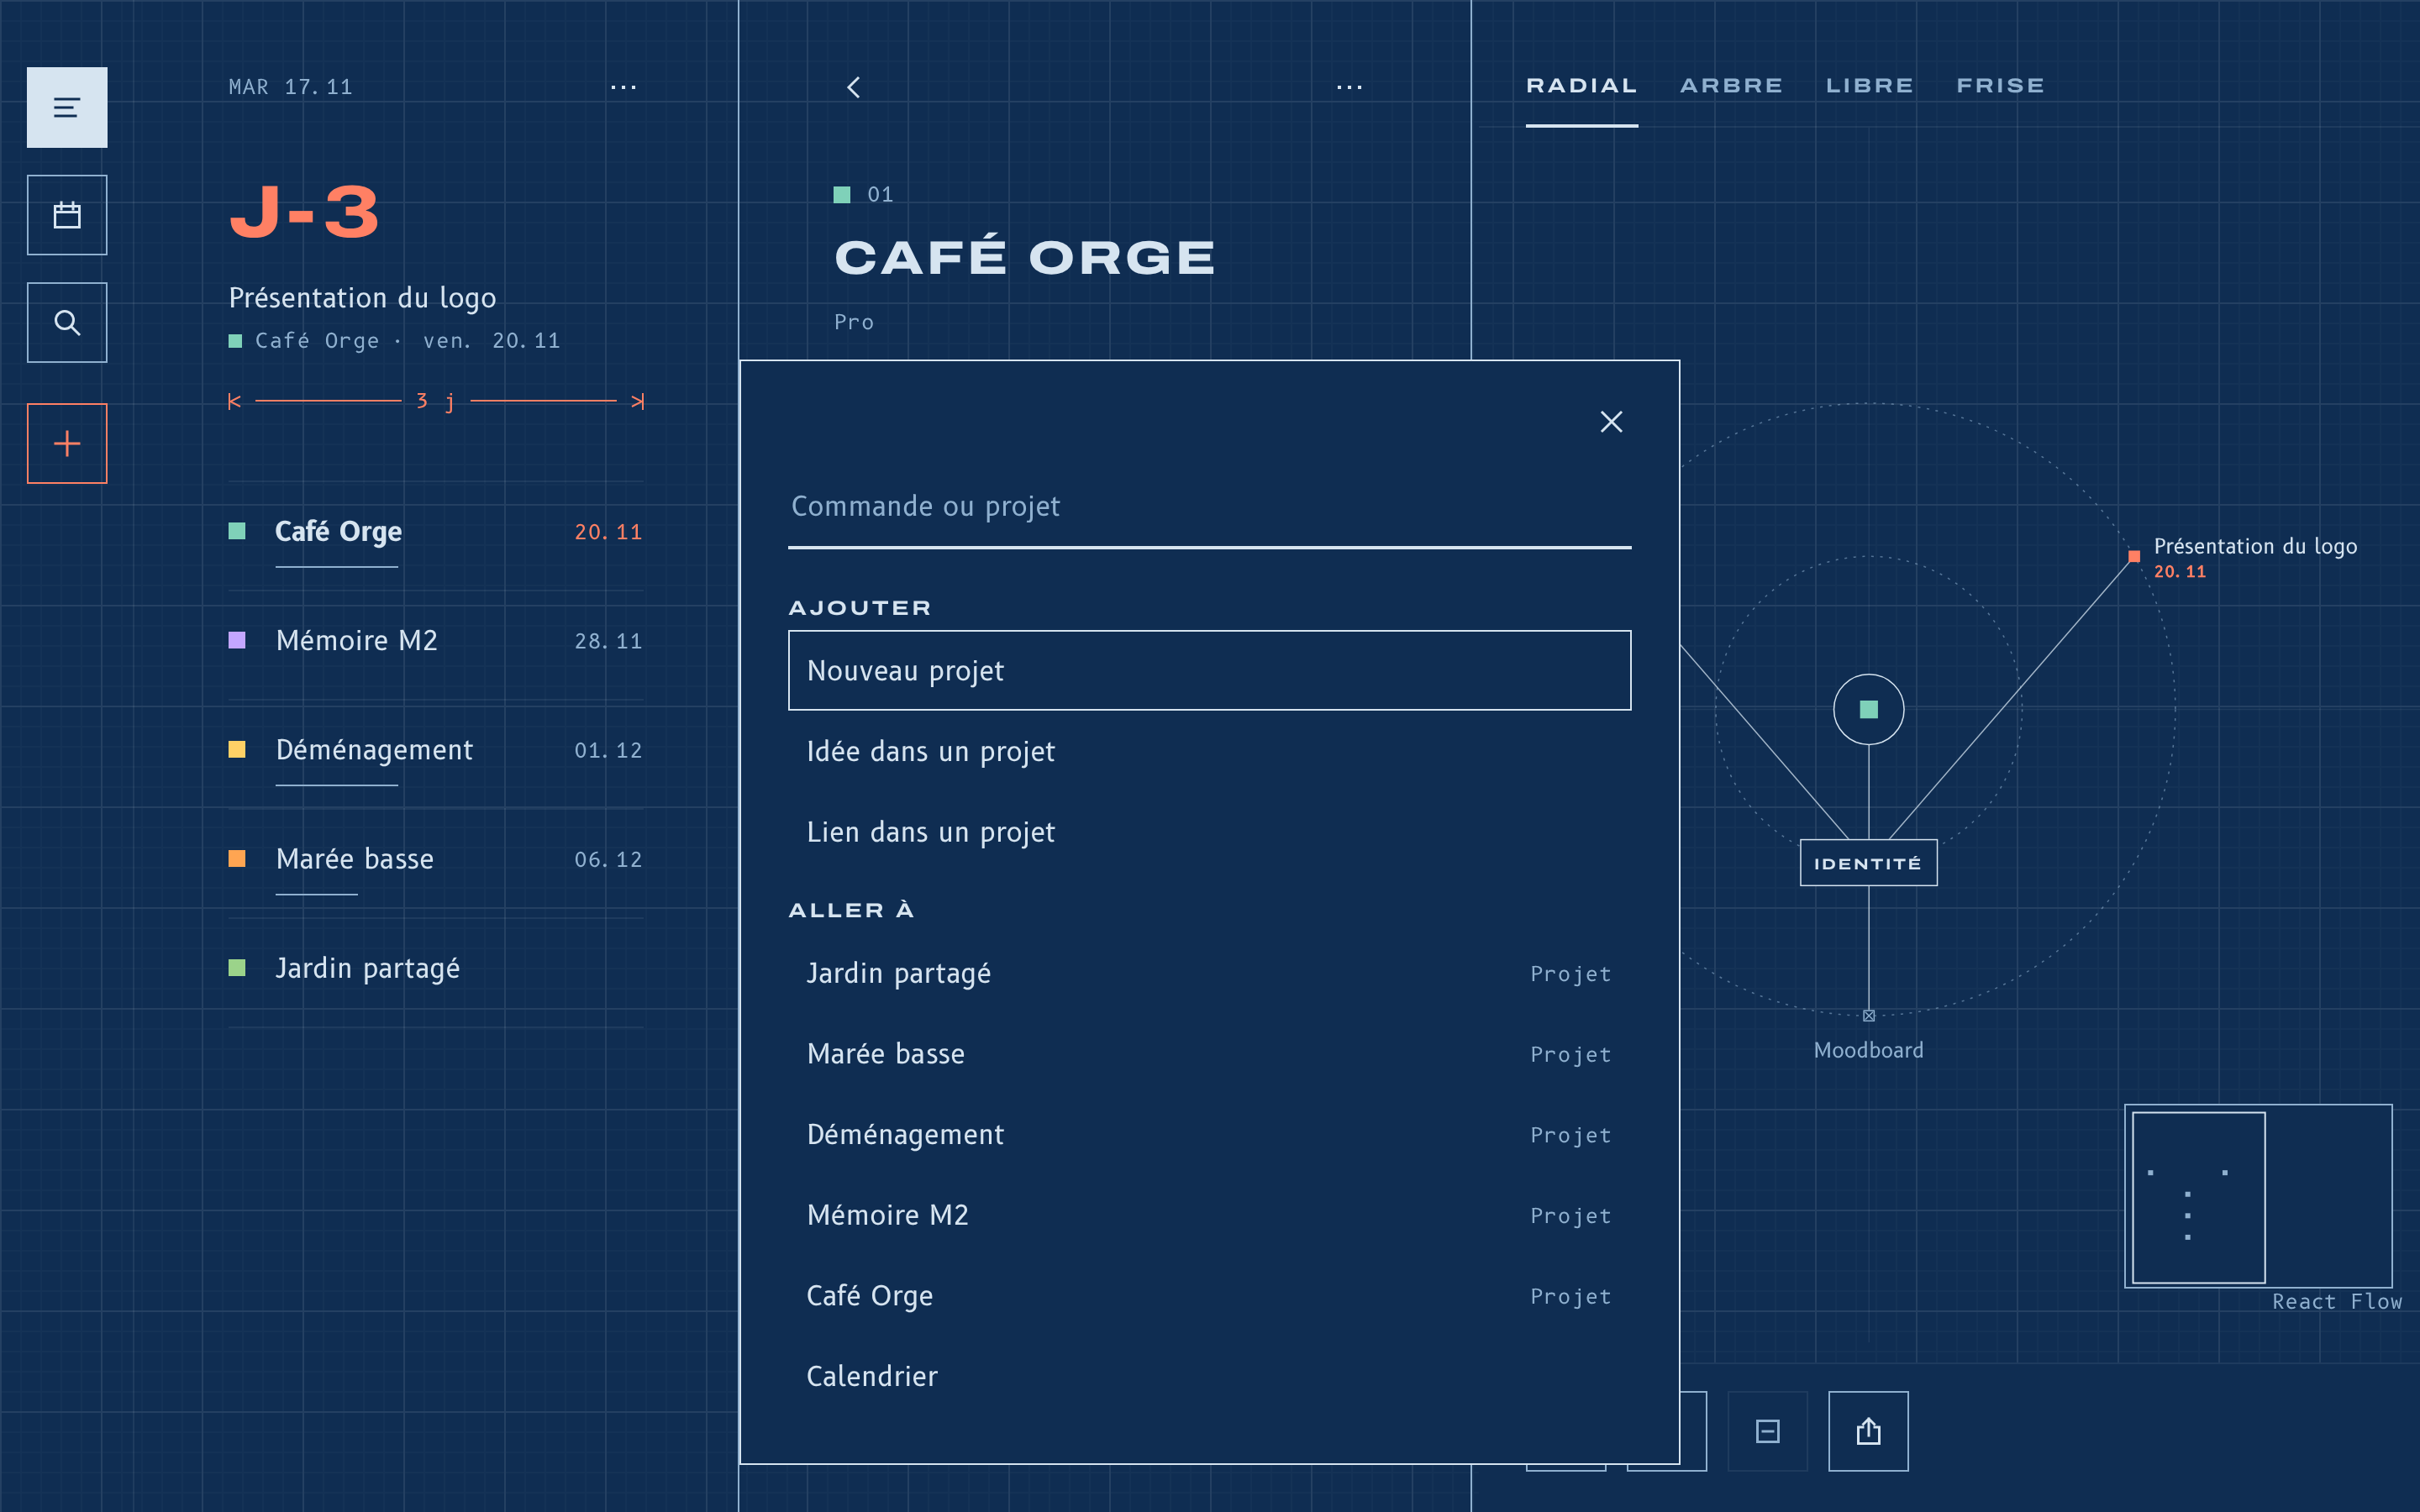 MAR 17.11
J-3
Présentation du logo
Café Orge · ven. 20.11
3 j
Café Orge 20.11
Mémoire M2 28.11
Déménagement 01.12
Marée basse 06.12
Jardin partagé
01
CAFÉ ORGE
Pro
Commande ou projet
AJOUTER
Nouveau projet
Idée dans un projet
Lien dans un projet
ALLER À
Jardin partagé Projet
Marée basse Projet
Déménagement Projet
Mémoire M2 Projet
Café Orge Projet
Calendrier
RADIAL ARBRE LIBRE FRISE
Présentation du logo
20.11
IDENTITÉ
Moodboard
React Flow